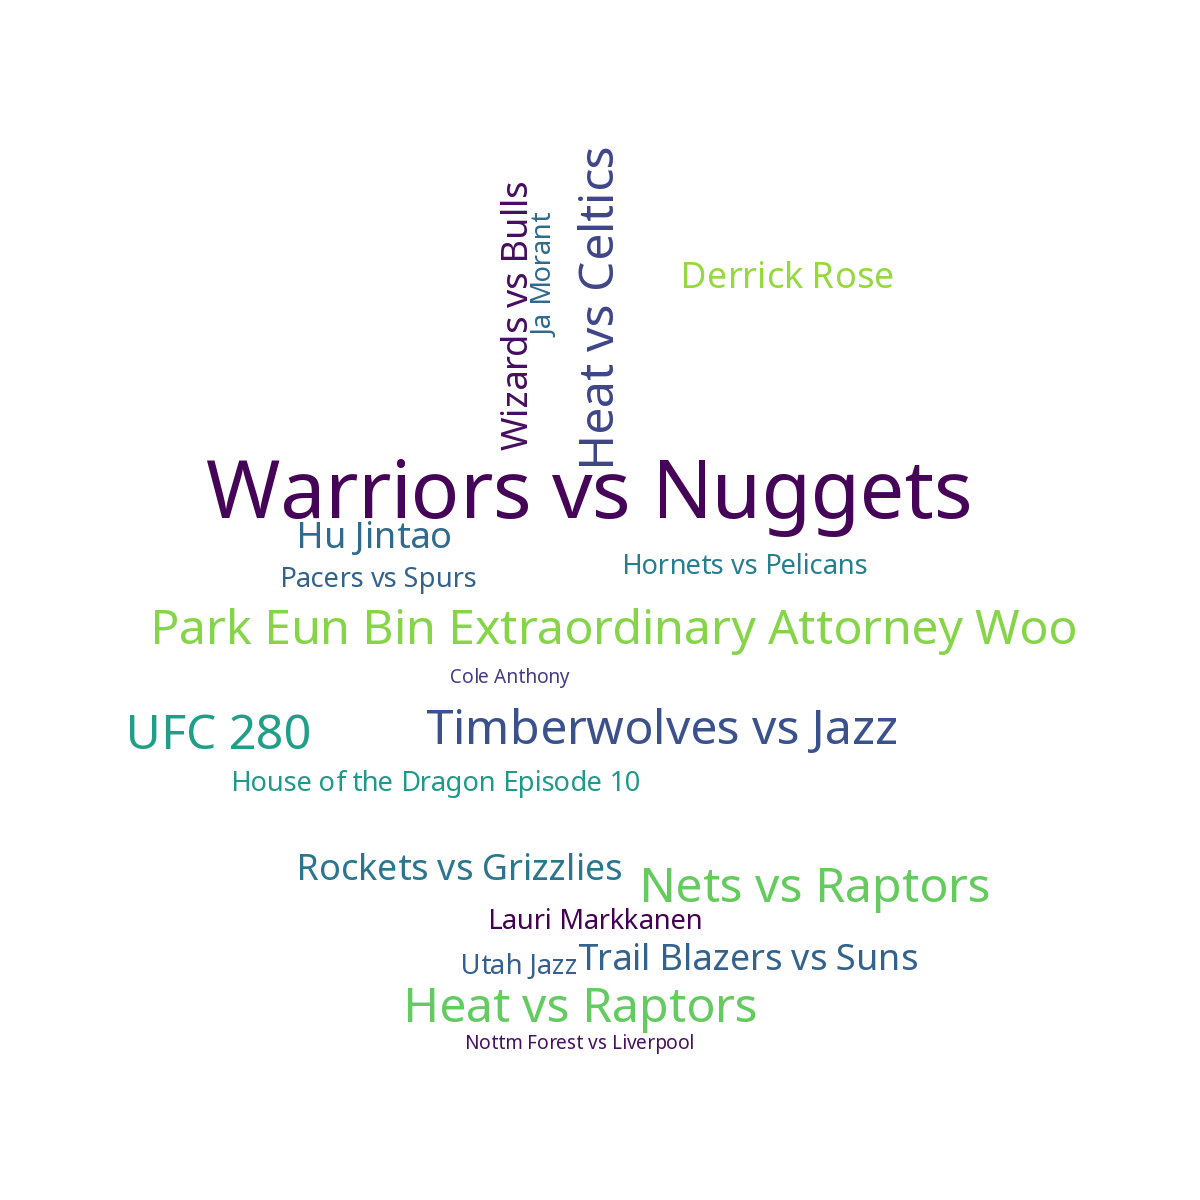 Wizards vs Bulls
Ja Morant
Heat vs Celtics
Derrick Rose
Warriors vs Nuggets
Hu Jintao
Hornets vs Pelicans
Pacers vs Spurs
Park Eun Bin Extraordinary Attorney Woo
Cole Anthony
UFC 280
Timberwolves vs Jazz
House of the Dragon Episode 10
Rockets vs Grizzlies
Nets vs Raptors
Lauri Markkanen
Utah Jazz
Trail Blazers vs Suns
Heat vs Raptors
Nottm Forest vs Liverpool